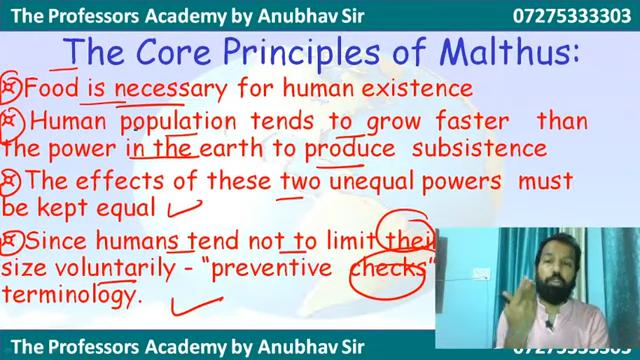 The Professors Academy by Anubhav Sir 07275333303
The Core Principles of Malthus:
Food is necessary for human existence
Human population tends to grow faster than
the power in the earth to produce subsistence
The effects of these two unequal powers must
be kept equal
Since humans tend not to limit their
size voluntarily - “preventive checks”
terminology.
The Professors Academy by Anubhav Sir 07275333303